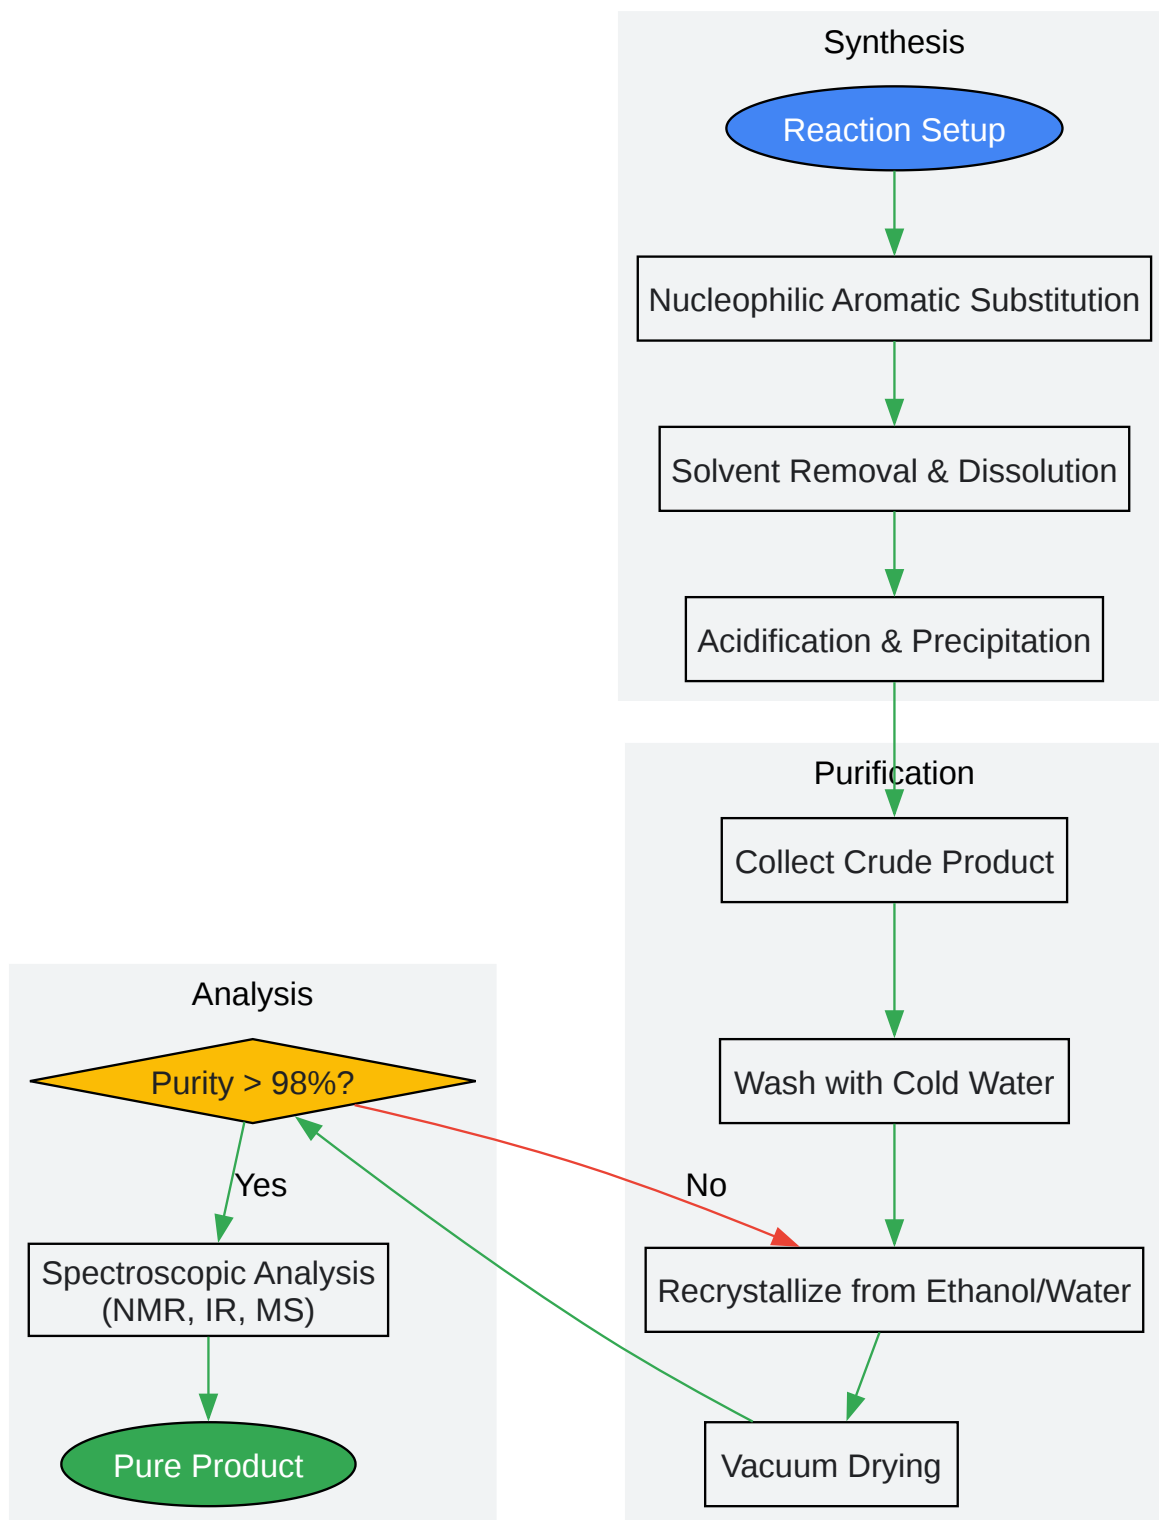 Synthesis
Reaction Setup
Nucleophilic Aromatic Substitution
Solvent Removal & Dissolution
Acidification & Precipitation
Purification
Collect Crude Product
Wash with Cold Water
Recrystallize from Ethanol/Water
Vacuum Drying
Analysis
Purity > 98%?
No
Yes
Spectroscopic Analysis
(NMR, IR, MS)
Pure Product